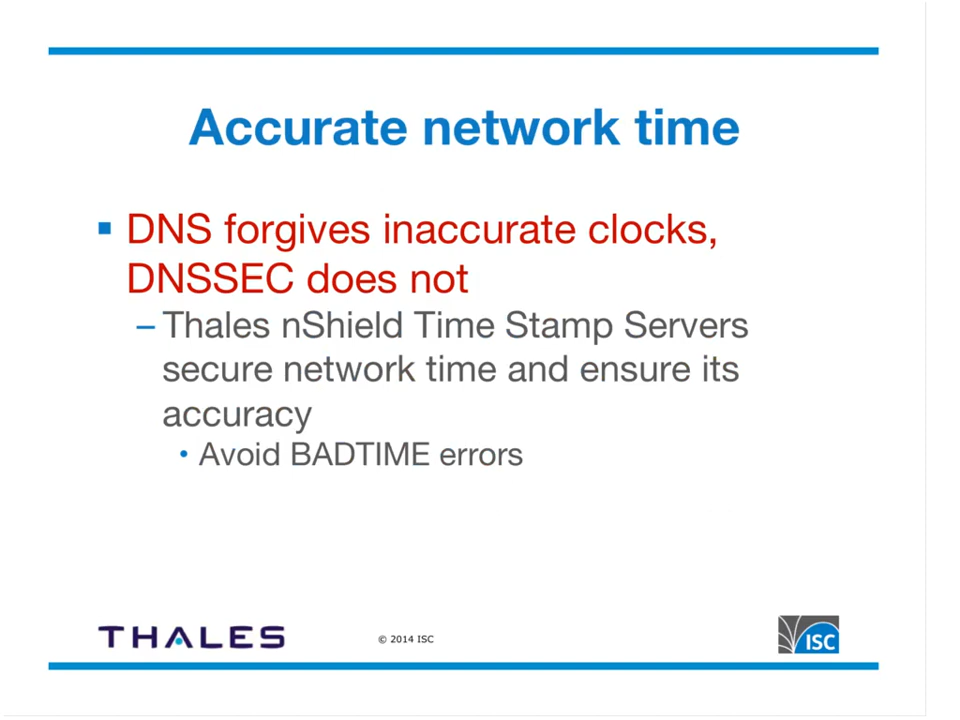 Accurate network time
▪ DNS forgives inaccurate clocks,
DNSSEC does not
– Thales nShield Time Stamp Servers
secure network time and ensure its
accuracy
• Avoid BADTIME errors
THALES
© 2014 ISC
ISC